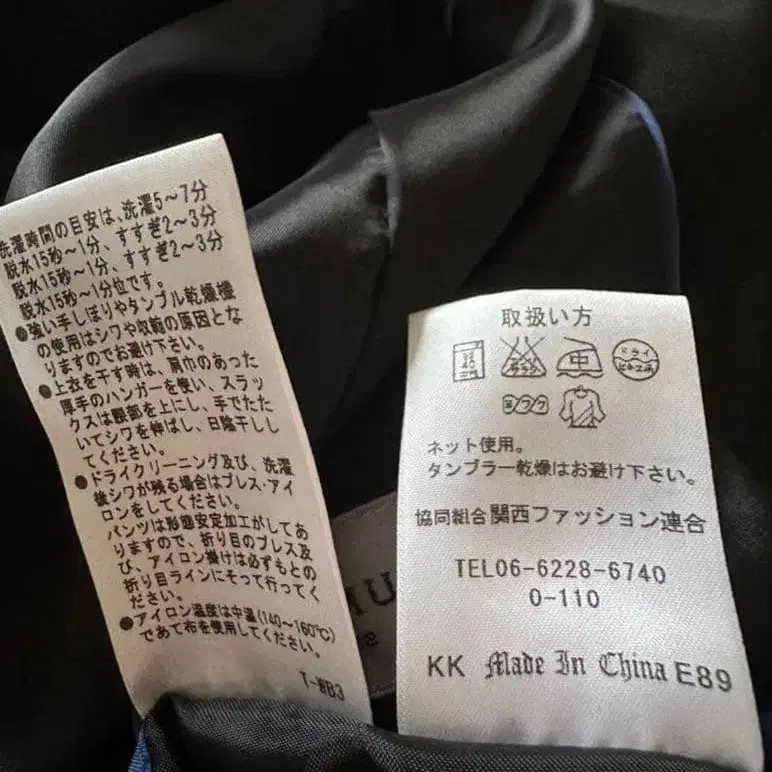 洗濯時間の目安は、洗濯5〜7分
脱水15秒〜1分、すすぎ2〜3分
脱水15秒〜1分、すすぎ2〜3分
脱水15秒〜1分位です。
●強い手しぼりやタンブル乾燥機
の使用はシワや収縮の原因とな
りますのでお避け下さい。
●上衣を干す時は、肩巾のあった
厚手のハンガーを使い、スラッ
クスは腰部を上にし、手でたた
いてシワを伸ばし、日陰干しし
てください。
●ドライクリーニング及び、洗濯
後シワが残る場合はプレス・アイ
ロンをしてください。
パンツは形態安定加工がしてあ
りますので、折り目のプレス及
び、アイロン掛けは必ずもとの
折り目ラインにそって行ってく
ださい。
●アイロン温度は中温(140〜160℃)
であて布を使用してください。
T-WB3
取扱い方
40
中
ドライ
ヨワク
ネット使用。
タンブラー乾燥はお避け下さい。
協同組合関西ファッション連合
TEL06-6228-6740
0-110
KK Made In China E89